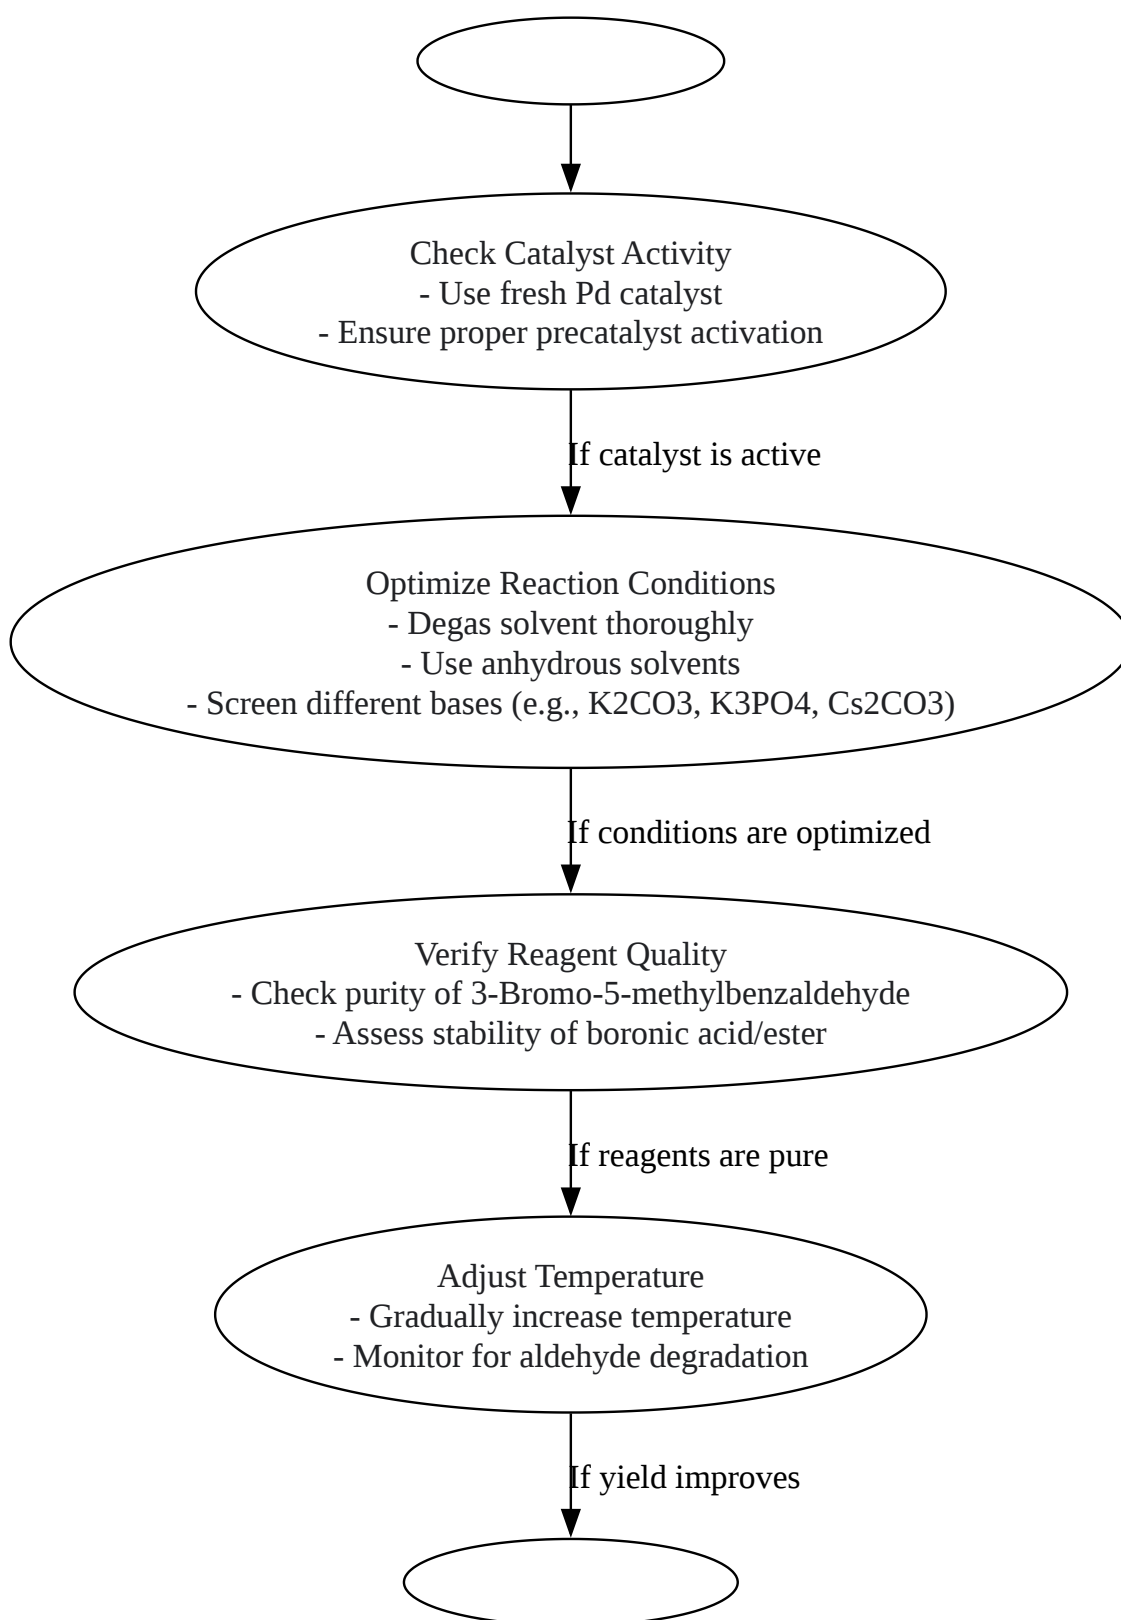 Check Catalyst Activity
- Use fresh Pd catalyst
- Ensure proper precatalyst activation
If catalyst is active
Optimize Reaction Conditions
- Degas solvent thoroughly
- Use anhydrous solvents
- Screen different bases (e.g., K2CO3, K3PO4, Cs2CO3)
If conditions are optimized
Verify Reagent Quality
- Check purity of 3-Bromo-5-methylbenzaldehyde
- Assess stability of boronic acid/ester
If reagents are pure
Adjust Temperature
- Gradually increase temperature
- Monitor for aldehyde degradation
If yield improves